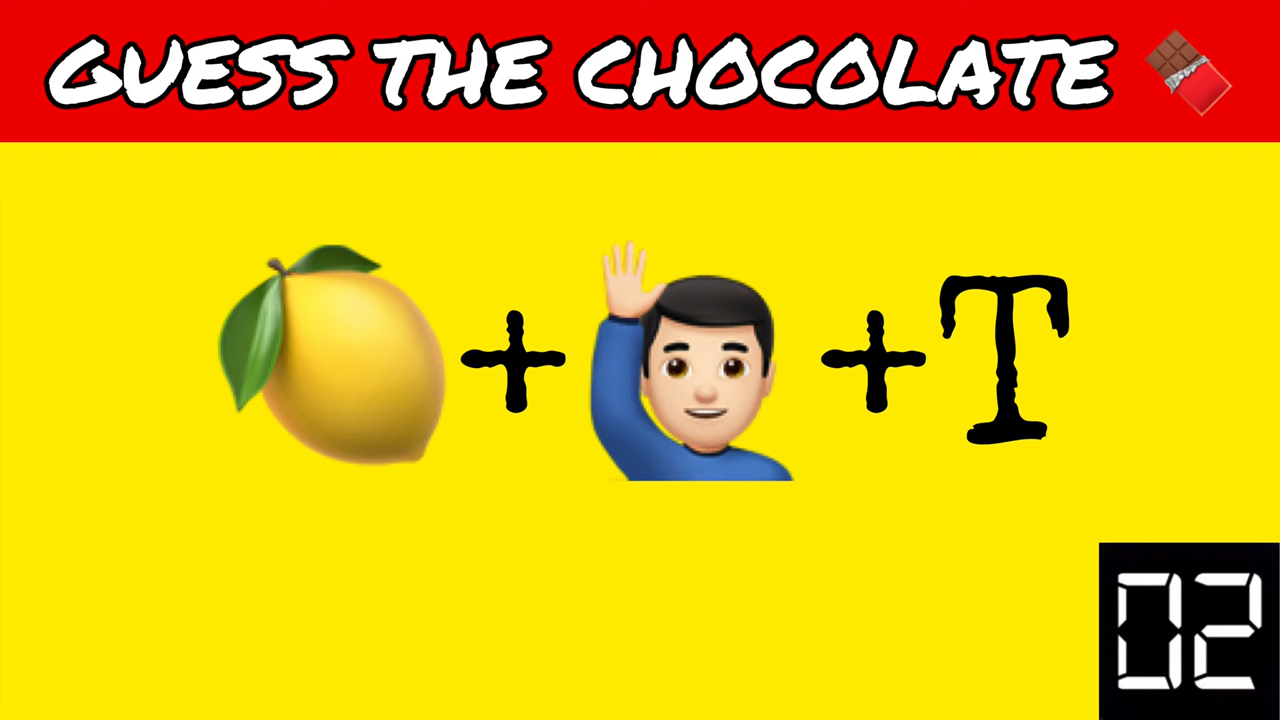 GUESS THE CHOCOLATE
+ + T
02